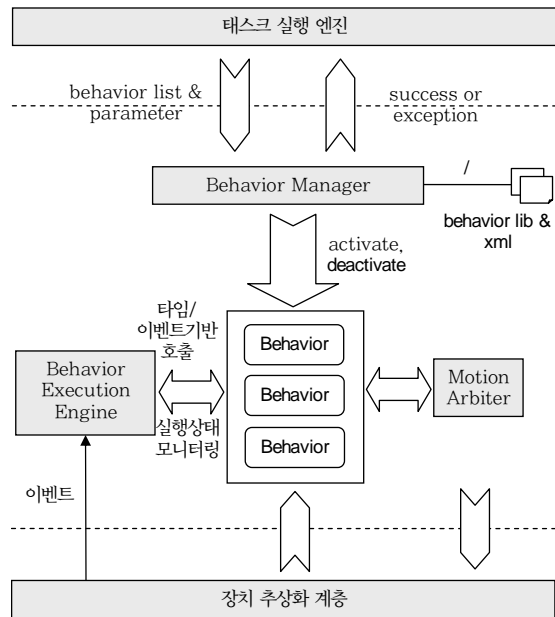 태스크 실행 엔진
behavior list &
parameter
success or
exception
Behavior Manager
/
behavior lib &
xml
activate,
deactivate
타임/
이벤트기반
호출
Behavior
Execution
Engine
실행상태
모니터링
Behavior
Behavior
Behavior
Motion
Arbiter
이벤트
장치 추상화 계층